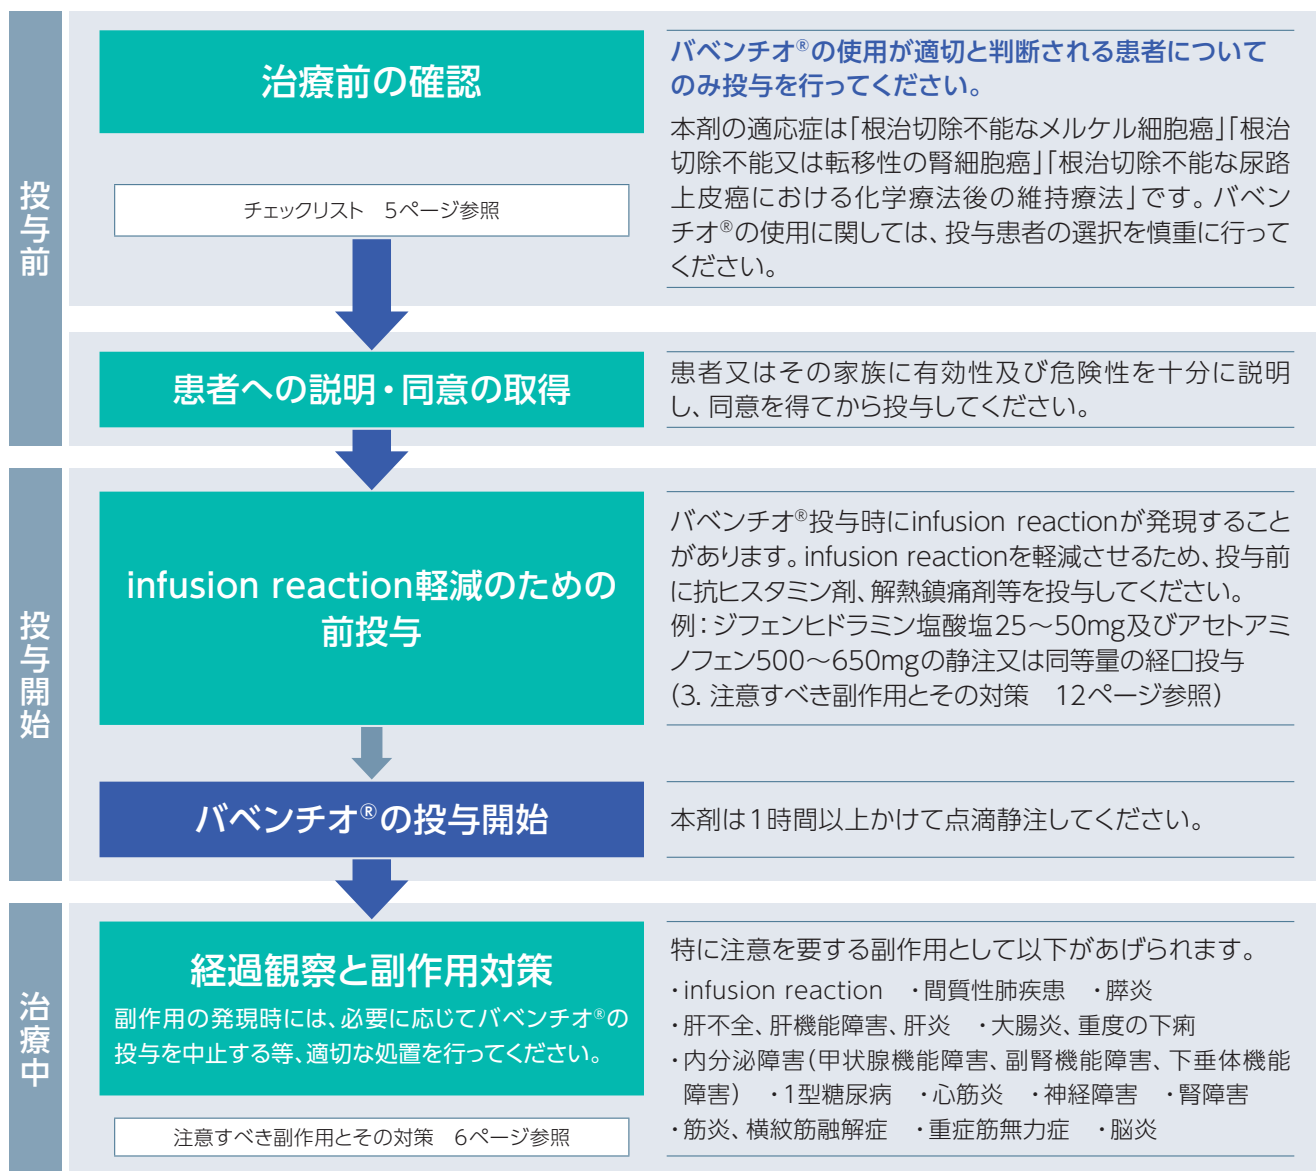 投与前
治療前の確認
チェックリスト　5ページ参照
バベンチオ®の使用が適切と判断される患者について
のみ投与を行ってください。
本剤の適応症は「根治切除不能なメルケル細胞癌」「根治
切除不能又は転移性の腎細胞癌」「根治切除不能な尿路
上皮癌における化学療法後の維持療法」です。バベン
チオ®の使用に関しては、投与患者の選択を慎重に行って
ください。
患者への説明・同意の取得
患者又はその家族に有効性及び危険性を十分に説明
し、同意を得てから投与してください。
投与開始
infusion reaction軽減のための
前投与
バベンチオ®投与時にinfusion reactionが発現すること
があります。infusion reactionを軽減させるため、投与前
に抗ヒスタミン剤、解熱鎮痛剤等を投与してください。
例：ジフェンヒドラミン塩酸塩25〜50mg及びアセトアミ
ノフェン500〜650mgの静注又は同等量の経口投与
（3. 注意すべき副作用とその対策　12ページ参照）
バベンチオ®の投与開始
本剤は1時間以上かけて点滴静注してください。
治療中
経過観察と副作用対策
副作用の発現時には、必要に応じてバベンチオ®の
投与を中止する等、適切な処置を行ってください。
注意すべき副作用とその対策　6ページ参照
特に注意を要する副作用として以下があげられます。
・infusion reaction　・間質性肺疾患　・膵炎
・肝不全、肝機能障害、肝炎　・大腸炎、重度の下痢
・内分泌障害（甲状腺機能障害、副腎機能障害、下垂体機能
障害）　・1型糖尿病　・心筋炎　・神経障害　・腎障害
・筋炎、横紋筋融解症　・重症筋無力症　・脳炎